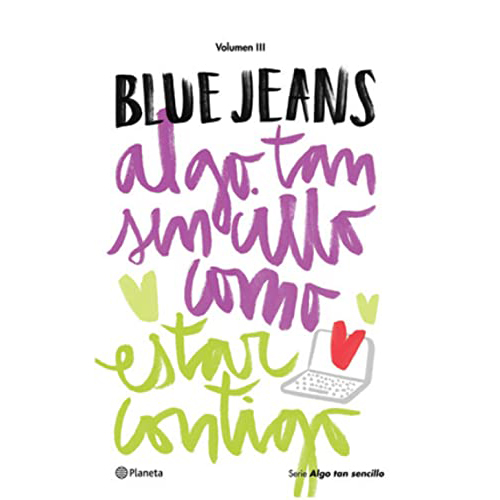 Volumen III
BLUE JEANS
algo tan
sencillo
como
estar
contigo
Planeta
Serie Algo tan sencillo